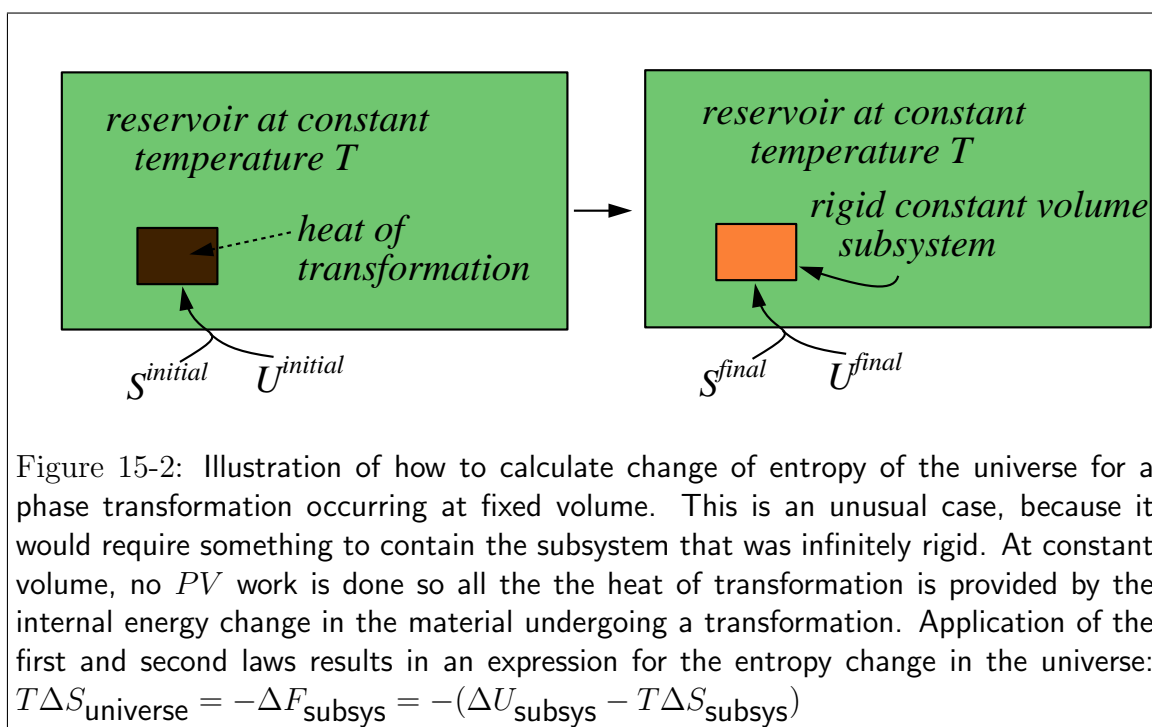 reservoir at constant
temperature T
heat of
transformation
S^initial
U^initial
reservoir at constant
temperature T
rigid constant volume
subsystem
S^final
U^final
Figure 15-2: Illustration of how to calculate change of entropy of the universe for a
phase transformation occurring at fixed volume. This is an unusual case, because it
would require something to contain the subsystem that was infinitely rigid. At constant
volume, no PV work is done so all the the heat of transformation is provided by the
internal energy change in the material undergoing a transformation. Application of the
first and second laws results in an expression for the entropy change in the universe:
TΔS_universe = −ΔF_subsys = −(ΔU_subsys − TΔS_subsys)